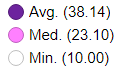 Avg. (38.14)
Med. (23.10)
Min. (10.00)